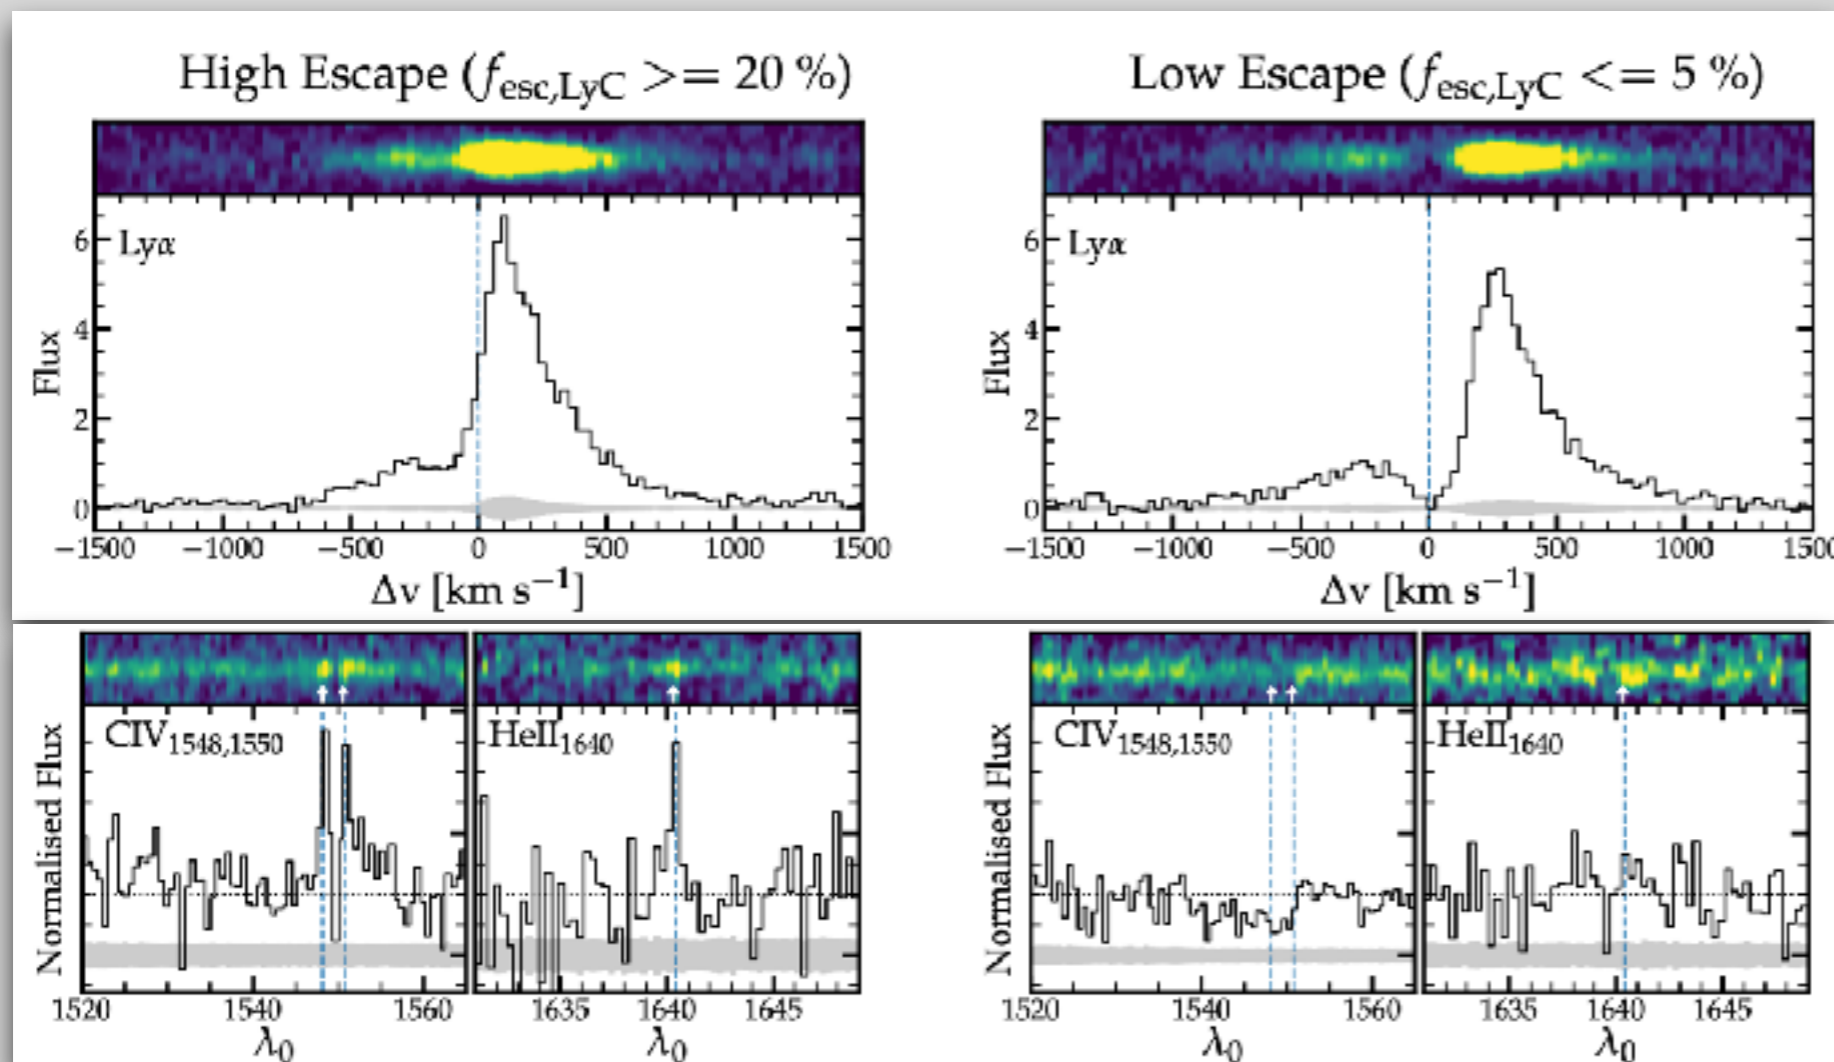 High Escape (f_esc,LyC >= 20 %)
Low Escape (f_esc,LyC <= 5 %)
Lyα
6
4
2
0
Flux
−1500 −1000 −500 0 500 1000 1500
Δv [km s⁻¹]
Lyα
6
4
2
0
Flux
−1500 −1000 −500 0 500 1000 1500
Δv [km s⁻¹]
CIV₁₅₄₈,₁₅₅₀
HeII₁₆₄₀
Normalised Flux
1520 1540 1560
1635 1640 1645
λ₀
λ₀
CIV₁₅₄₈,₁₅₅₀
HeII₁₆₄₀
Normalised Flux
1520 1540 1560
1635 1640 1645
λ₀
λ₀